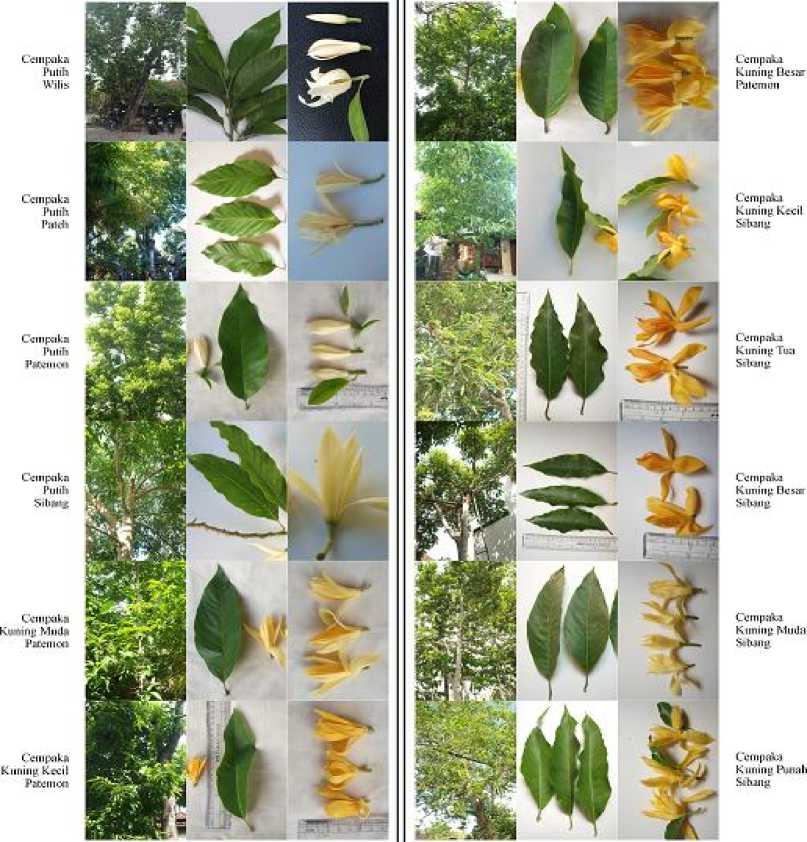 Cempaka
Putih
Wilis
Cempaka
Putih
Pateh
Cempaka
Putih
Patemon
Cempaka
Putih
Sibang
Cempaka
Kuning Muda
Patemon
Cempaka
Kuning Kecil
Patemon
Cempaka
Kuning Besar
Patemon
Cempaka
Kuning Kecil
Sibang
Cempaka
Kuning Tua
Sibang
Cempaka
Kuning Besar
Sibang
Cempaka
Kuning Muda
Sibang
Cempaka
Kuning Punah
Sibang